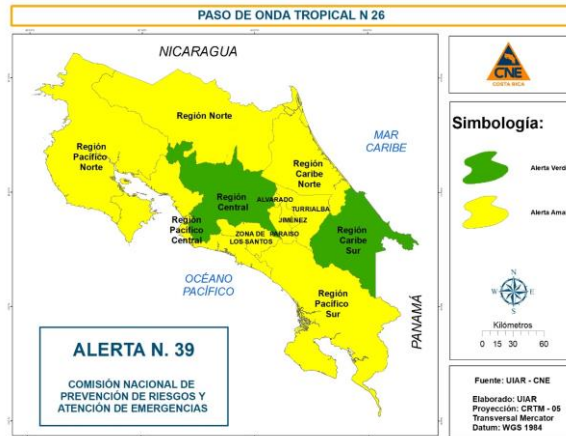 PASO DE ONDA TROPICAL N 26
NICARAGUA
Región Norte
Región
Pacífico
Norte
MAR
CARIBE
Región
Caribe
Norte
Región
Central
ALVARADO
TURRIALBA
JIMÉNEZ
Región
Pacífico
Central
ZONA DE
LOS SANTOS
PARAISO
Región
Caribe
Sur
OCÉANO
PACÍFICO
Región
Pacífico
Sur
PANAMÁ
ALERTA N. 39
COMISIÓN NACIONAL DE
PREVENCIÓN DE RIESGOS Y
ATENCIÓN DE EMERGENCIAS
CNE
COSTA RICA
Simbología:
Alerta Verd
Alerta Ama
N
W E
S
Kilómetros
0 15 30 60
Fuente: UIAR - CNE
Elaborado: UIAR
Proyección: CRTM - 05
Transversal Mercator
Datum: WGS 1984